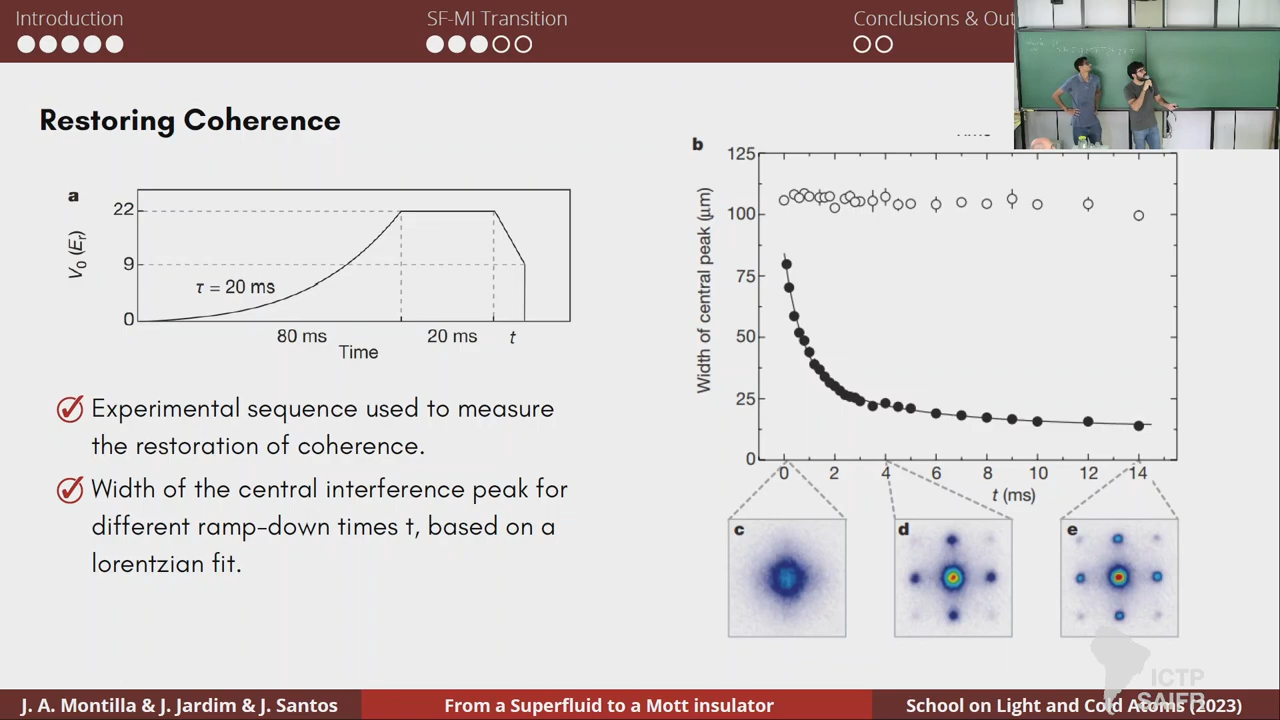 Introduction
SF-MI Transition
Conclusions & Out
Restoring Coherence
a
22
9
0
V₀ (Eᵣ)
τ = 20 ms
80 ms
20 ms
t
Time
Experimental sequence used to measure
the restoration of coherence.
Width of the central interference peak for
different ramp-down times t, based on a
lorentzian fit.
b
125
100
75
50
25
0
Width of central peak (μm)
0 2 4 6 8 10 12 14
t (ms)
c
d
e
ICTP
SAIFR
J. A. Montilla & J. Jardim & J. Santos
From a Superfluid to a Mott insulator
School on Light and Cold Atoms (2023)